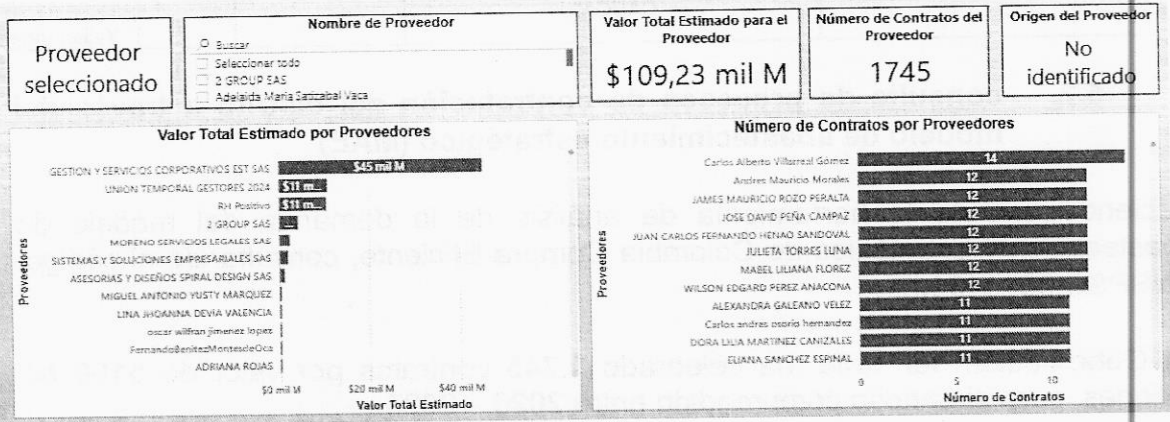 Proveedor
seleccionado
Nombre de Proveedor
Buscar
Seleccionar todo
2 GROUP SAS
Adelaida Maria Satizabal Vaca
Valor Total Estimado para el
Proveedor
$109,23 mil M
Número de Contratos del
Proveedor
1745
Origen del Proveedor
No
identificado
Valor Total Estimado por Proveedores
Proveedores
GESTION Y SERVICIOS CORPORATIVOS EST SAS $45 mil M
UNION TEMPORAL GESTORES 2024 $11 m...
RH Positivo $11 m...
2 GROUP SAS ...
MORENO SERVICIOS LEGALES SAS
SISTEMAS Y SOLUCIONES EMPRESARIALES SAS
ASESORIAS Y DISEÑOS SPIRAL DESIGN SAS
MIGUEL ANTONIO YUSTY MARQUEZ
LINA JHOANNA DEVIA VALENCIA
oscar wilfran jimenez lopez
FernandoBenitezMontesdeOca
ADRIANA ROJAS
$0 mil M $20 mil M $40 mil M
Valor Total Estimado
Número de Contratos por Proveedores
Proveedores
Carlos Alberto Villarreal Gómez 14
Andres Mauricio Morales 12
JAMES MAURICIO ROZO PERALTA 12
JOSE DAVID PEÑA CAMPAZ 12
JUAN CARLOS FERNANDO HENAO SANDOVAL 12
JULIETA TORRES LUNA 12
MABEL LILIANA FLOREZ 12
WILSON EDGARD PEREZ ANACONA 12
ALEXANDRA GALEANO VELEZ 11
Carlos andres osorio hernandez 11
DORA LILIA MARTINEZ CANIZALES 11
ELIANA SANCHEZ ESPINAL 11
0 5 10
Número de Contratos